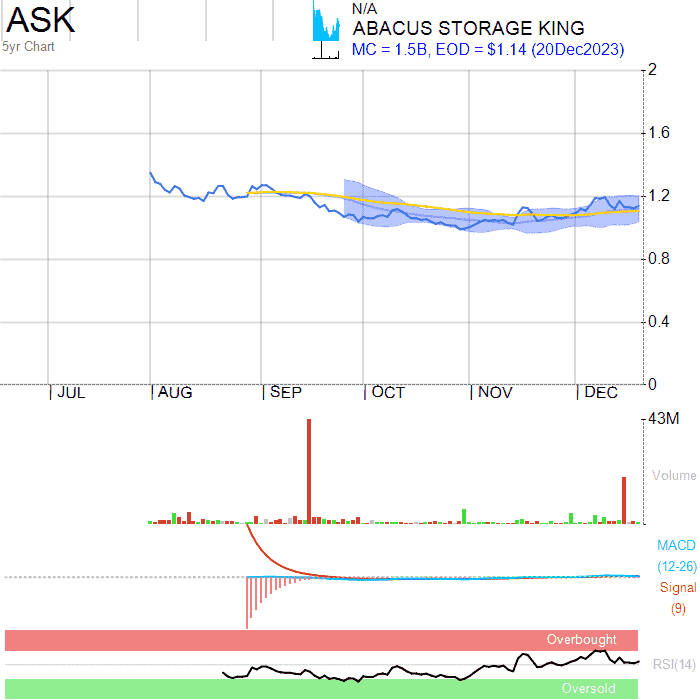 ASK
5yr Chart
N/A
ABACUS STORAGE KING
MC = 1.5B, EOD = $1.14 (20Dec2023)
2
1.6
1.2
0.8
0.4
0
JUL AUG SEP OCT NOV DEC
43M
Volume
MACD
(12-26)
Signal
(9)
Overbought
RSI(14)
Oversold